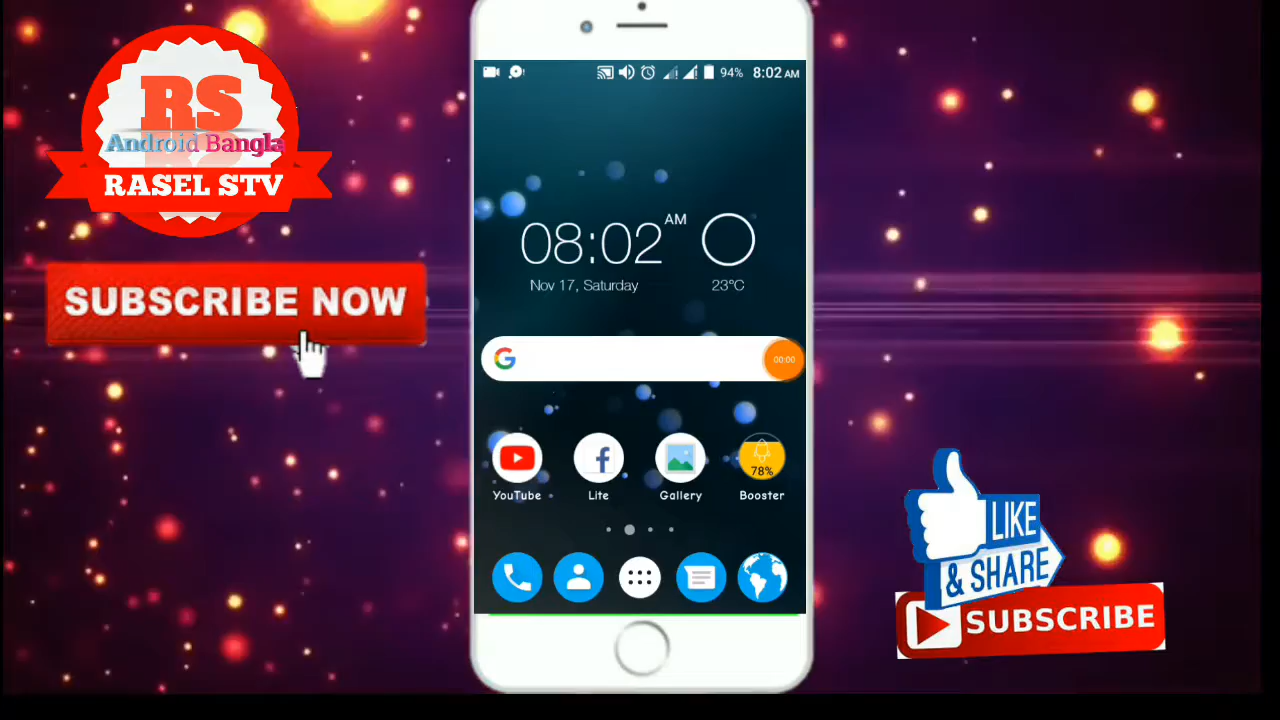 RS
Android Bangla
RASEL STV
SUBSCRIBE NOW
94% 8:02 AM
08:02 AM
Nov 17, Saturday
23°C
G
00:00
f
78%
YouTube
Lite
Gallery
Booster
LIKE
& SHARE
SUBSCRIBE